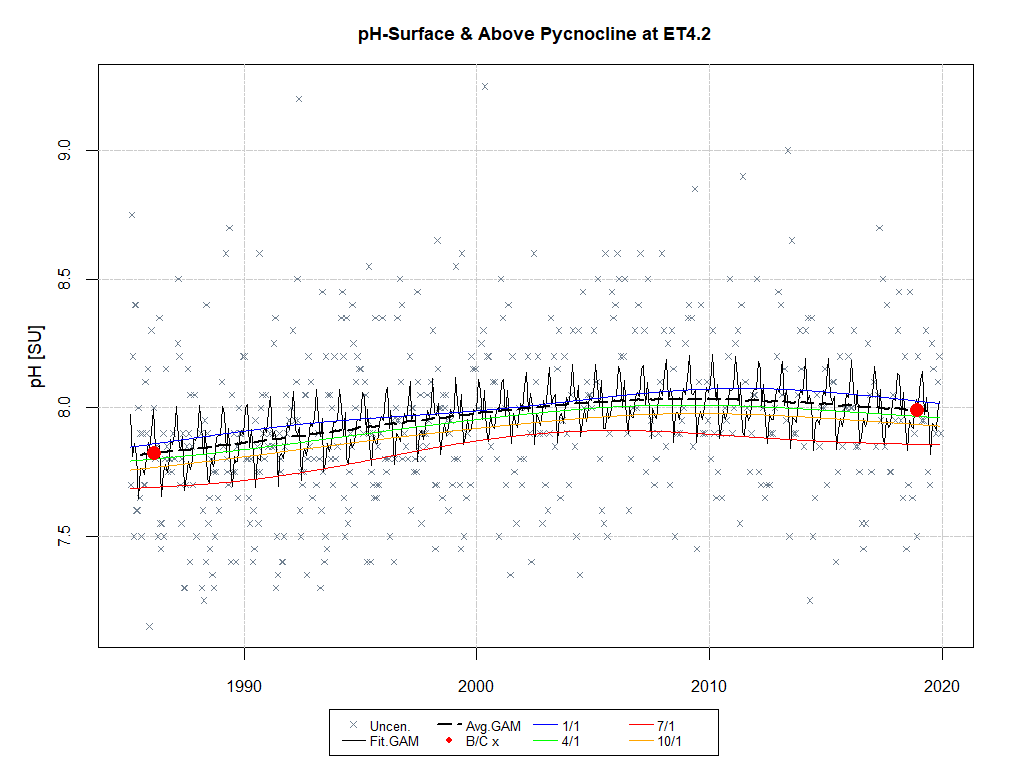 pH-Surface & Above Pycnocline at ET4.2
9.0
8.5
8.0
7.5
pH [SU]
1990 2000 2010 2020
Uncen. Avg.GAM 1/1 7/1
Fit.GAM B/C x 4/1 10/1